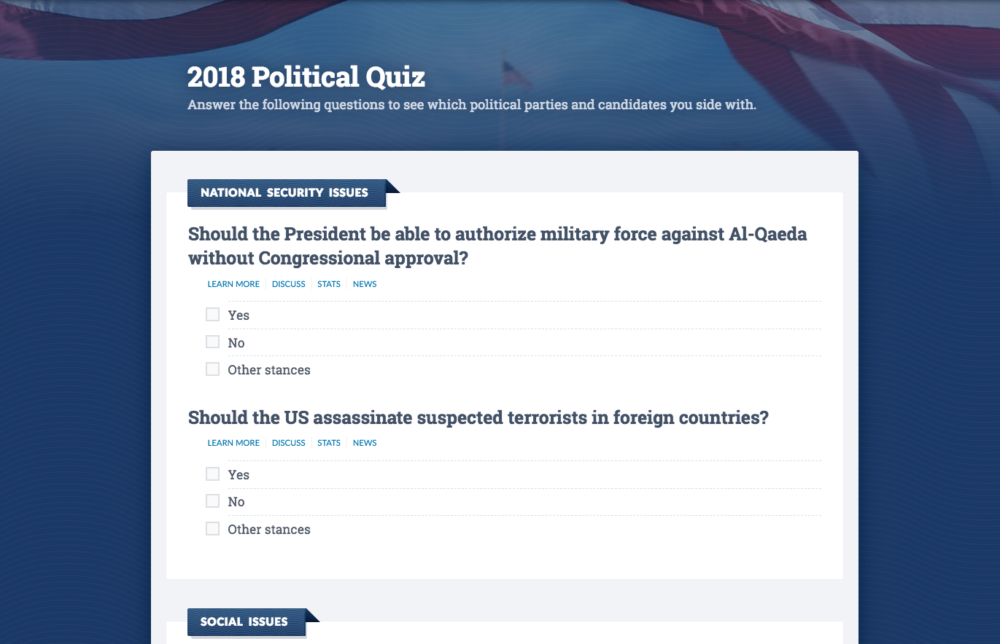 2018 Political Quiz
Answer the following questions to see which political parties and candidates you side with.
NATIONAL SECURITY ISSUES
Should the President be able to authorize military force against Al-Qaeda
without Congressional approval?
LEARN MORE DISCUSS STATS NEWS
Yes
No
Other stances
Should the US assassinate suspected terrorists in foreign countries?
LEARN MORE DISCUSS STATS NEWS
Yes
No
Other stances
SOCIAL ISSUES